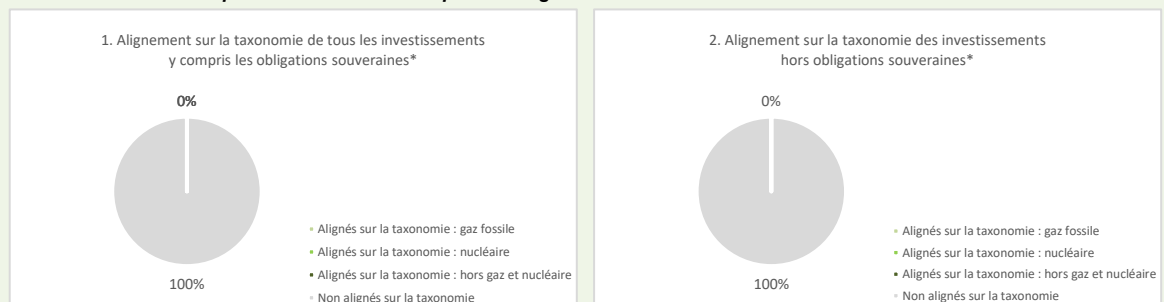 1. Alignement sur la taxonomie de tous les investissements
y compris les obligations souveraines*
0%
100%
Alignés sur la taxonomie : gaz fossile
Alignés sur la taxonomie : nucléaire
Alignés sur la taxonomie : hors gaz et nucléaire
Non alignés sur la taxonomie
2. Alignement sur la taxonomie des investissements
hors obligations souveraines*
0%
100%
Alignés sur la taxonomie : gaz fossile
Alignés sur la taxonomie : nucléaire
Alignés sur la taxonomie : hors gaz et nucléaire
Non alignés sur la taxonomie